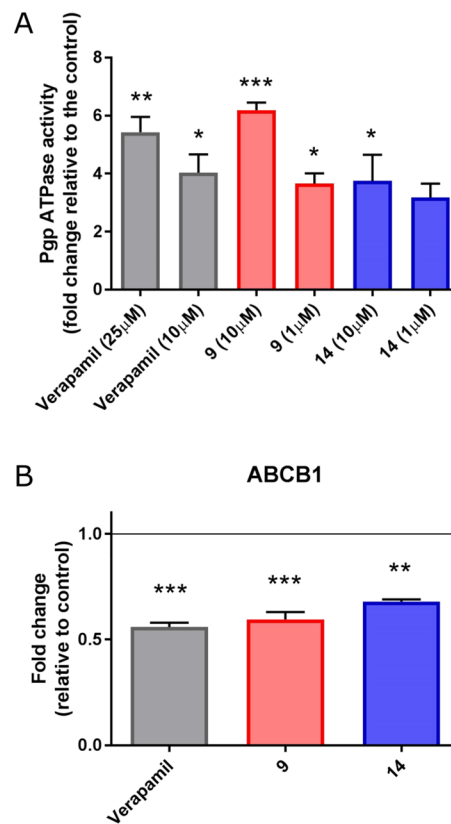 A
Pgp ATPase activity
(fold change relative to the control)
8
6
4
2
0
**
*
***
*
*
Verapamil (25μM)
Verapamil (10μM)
9 (10μM)
9 (1μM)
14 (10μM)
14 (1μM)
B
ABCB1
Fold change
(relative to control)
1.0
0.5
0.0
***
***
**
Verapamil
9
14